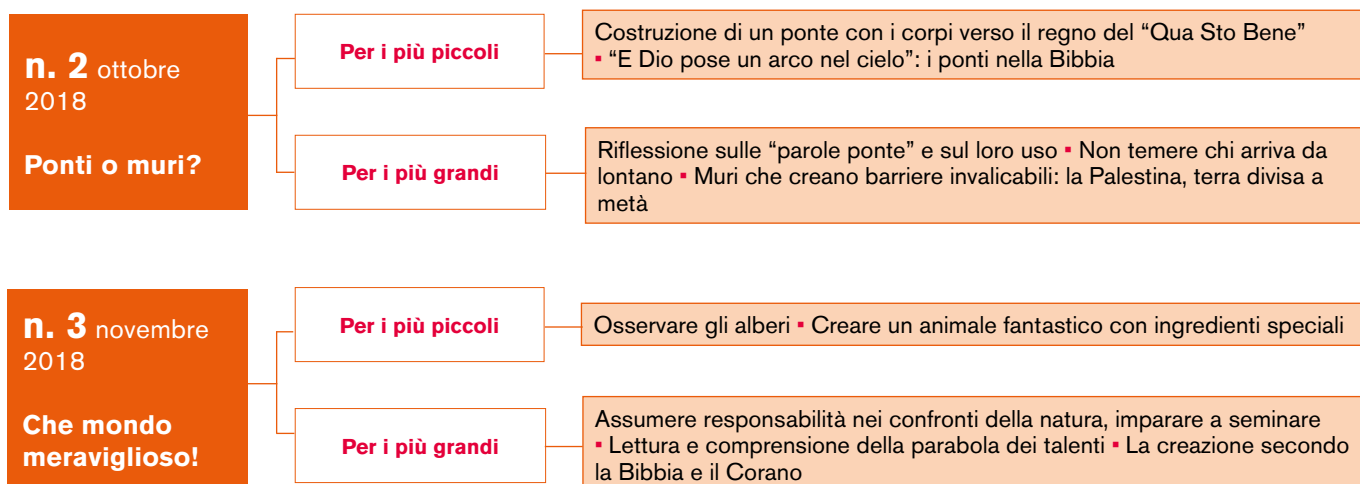 n. 2 ottobre
2018
Ponti o muri?
Per i più piccoli
Costruzione di un ponte con i corpi verso il regno del “Qua Sto Bene”
▪ “E Dio pose un arco nel cielo”: i ponti nella Bibbia
Per i più grandi
Riflessione sulle “parole ponte” e sul loro uso ▪ Non temere chi arriva da
lontano ▪ Muri che creano barriere invalicabili: la Palestina, terra divisa a
metà
n. 3 novembre
2018
Che mondo
meraviglioso!
Per i più piccoli
Osservare gli alberi ▪ Creare un animale fantastico con ingredienti speciali
Per i più grandi
Assumere responsabilità nei confronti della natura, imparare a seminare
▪ Lettura e comprensione della parabola dei talenti ▪ La creazione secondo
la Bibbia e il Corano